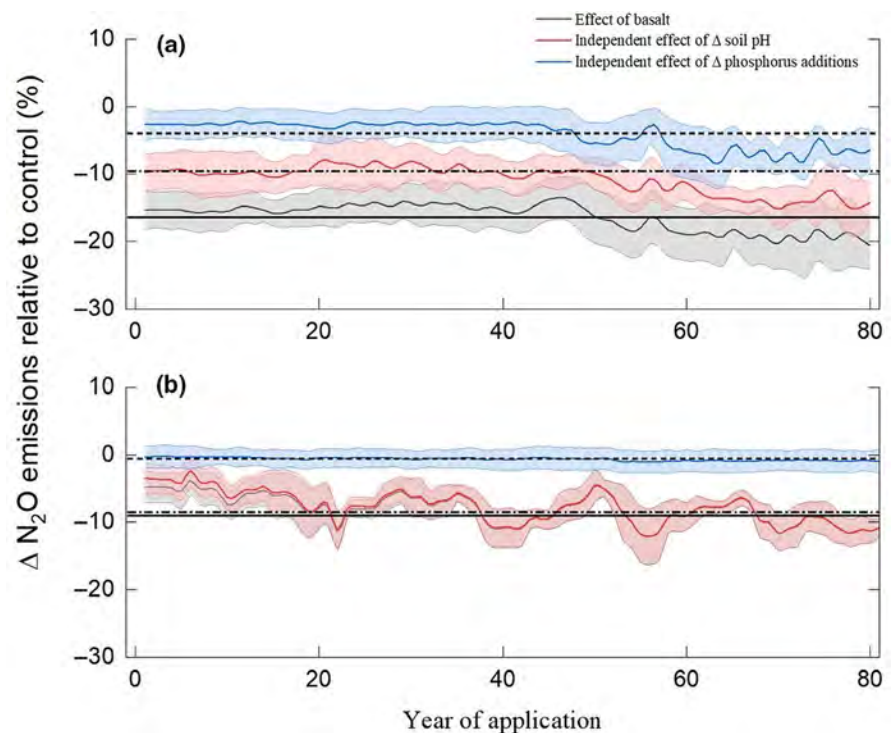 Effect of basalt
Independent effect of Δ soil pH
Independent effect of Δ phosphorus additions
(a)
10
0
−10
−20
−30
0 20 40 60 80
(b)
10
0
−10
−20
−30
0 20 40 60 80
Δ N₂O emissions relative to control (%)
Year of application